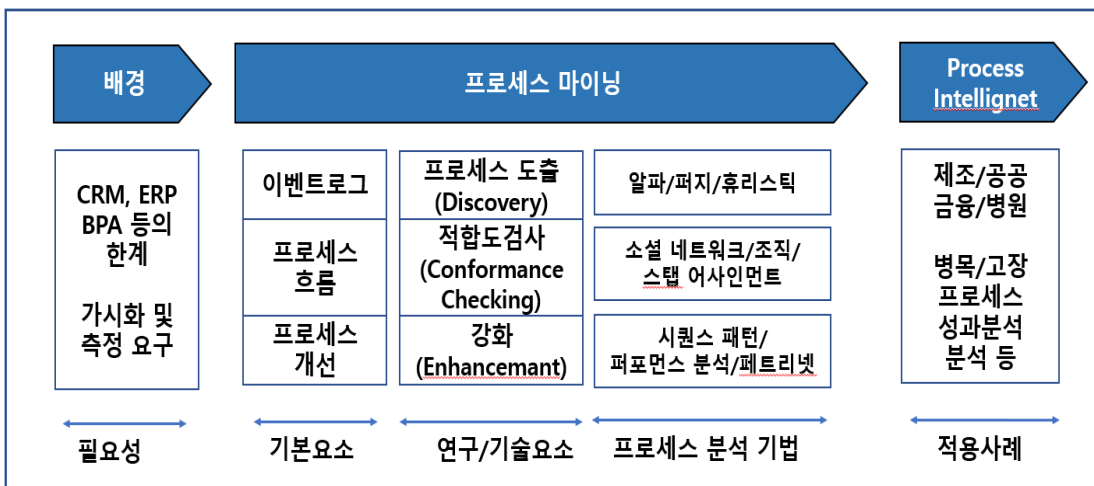 배경
프로세스 마이닝
Process
Intellignet
CRM, ERP
BPA 등의
한계
가시화 및
측정 요구
이벤트로그
프로세스
흐름
프로세스
개선
프로세스 도출
(Discovery)
적합도검사
(Conformance
Checking)
강화
(Enhancemant)
알파/퍼지/휴리스틱
소셜 네트워크/조직/
스탭 어사인먼트
시퀀스 패턴/
퍼포먼스 분석/페트리넷
제조/공공
금융/병원
병목/고장
프로세스
성과분석
분석 등
필요성
기본요소
연구/기술요소
프로세스 분석 기법
적용사례